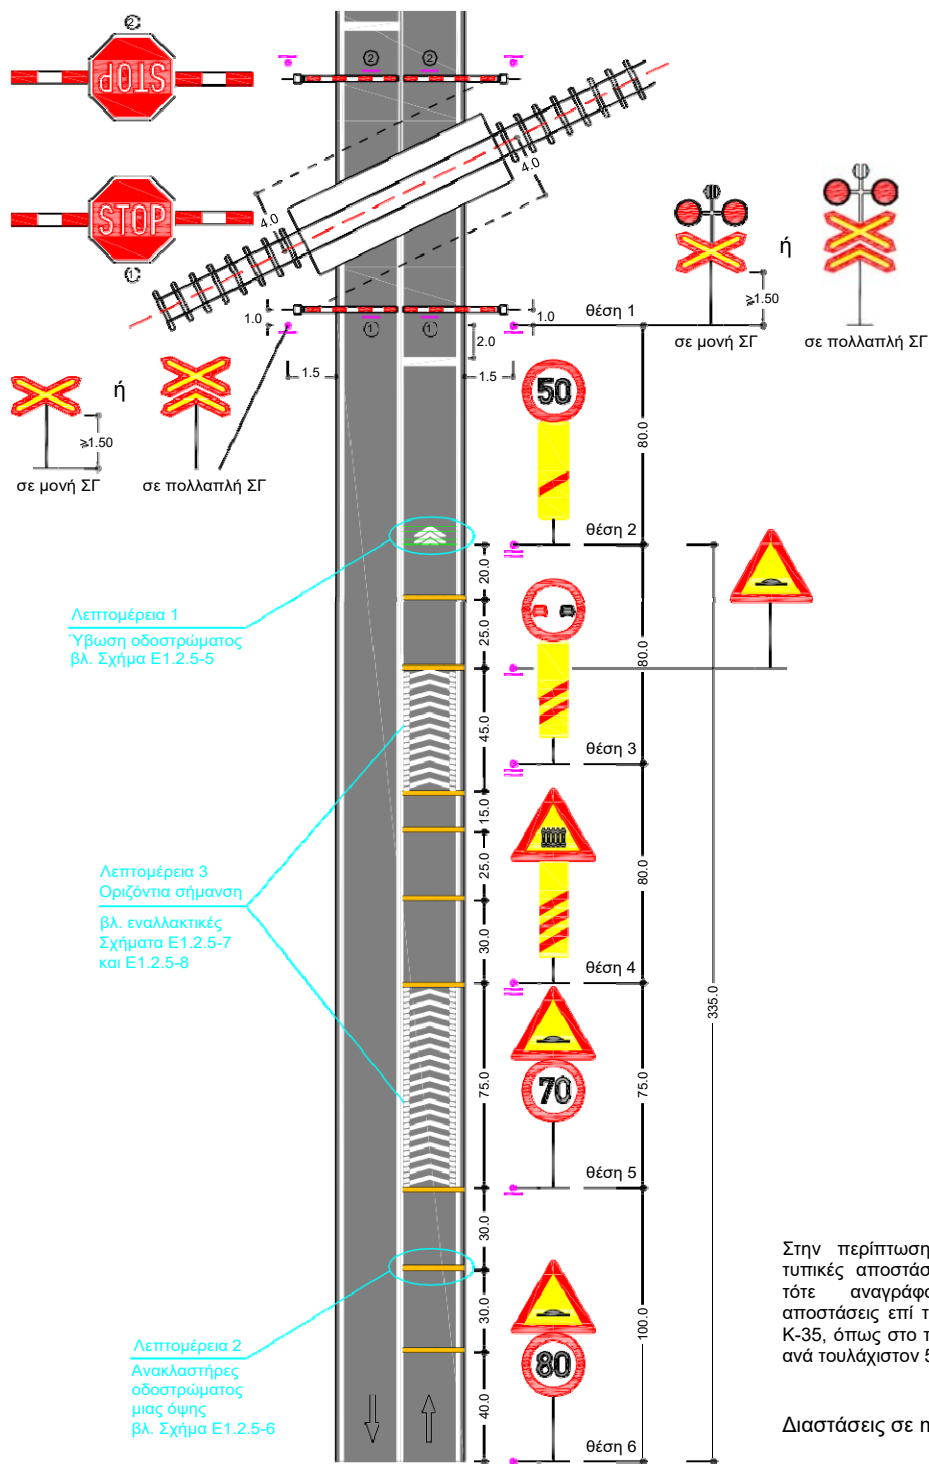 2
STOP
2
2
4.0
4.0
STOP
1
ή
≥1.50
1.0
1
1
θέση 1
1.0
2.0
σε μονή ΣΓ
σε πολλαπλή ΣΓ
1.5
1.5
ή
≥1.50
σε μονή ΣΓ
σε πολλαπλή ΣΓ
50
80.0
θέση 2
20.0
25.0
80.0
Λεπτομέρεια 1
Ύβωση οδοστρώματος
βλ. Σχήμα Ε1.2.5-5
45.0
θέση 3
15.0
25.0
80.0
30.0
Λεπτομέρεια 3
Οριζόντια σήμανση
βλ. εναλλακτικές
Σχήματα Ε1.2.5-7
και Ε1.2.5-8
θέση 4
335.0
75.0
70
75.0
θέση 5
30.0
30.0
100.0
Λεπτομέρεια 2
Ανακλαστήρες
οδοστρώματος
μιας όψης
βλ. Σχήμα Ε1.2.5-6
80
40.0
θέση 6
Στην περίπτωση
τυπικές αποστάσ
τότε αναγράφο
αποστάσεις επί τ
Κ-35, όπως στο τ
ανά τουλάχιστον 5
Διαστάσεις σε m